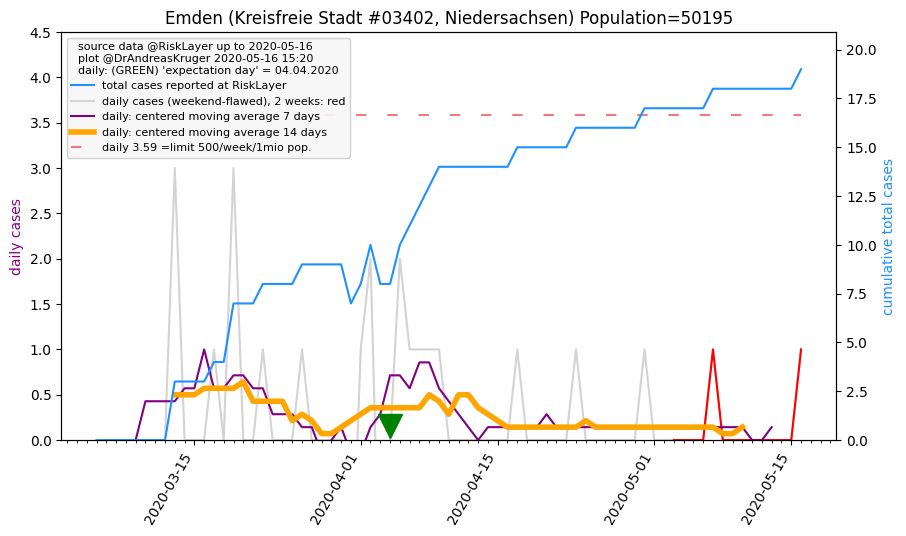 Emden (Kreisfreie Stadt #03402, Niedersachsen) Population=50195
source data @RiskLayer up to 2020-05-16
plot @DrAndreasKruger 2020-05-16 15:20
daily: (GREEN) 'expectation day' = 04.04.2020
total cases reported at RiskLayer
daily cases (weekend-flawed), 2 weeks: red
daily: centered moving average 7 days
daily: centered moving average 14 days
daily 3.59 =limit 500/week/1mio pop.
daily cases
4.5
4.0
3.5
3.0
2.5
2.0
1.5
1.0
0.5
0.0
cumulative total cases
20.0
17.5
15.0
12.5
10.0
7.5
5.0
2.5
0.0
2020-03-15
2020-04-01
2020-04-15
2020-05-01
2020-05-15